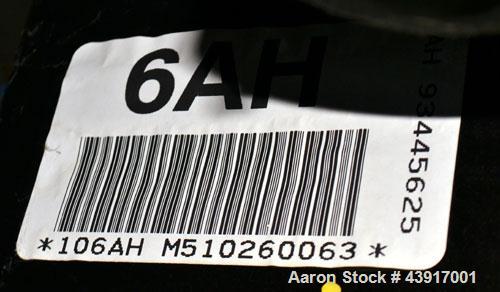 6AH
AH 93445625
*106AH M510260063*
Aaron Stock # 43917001